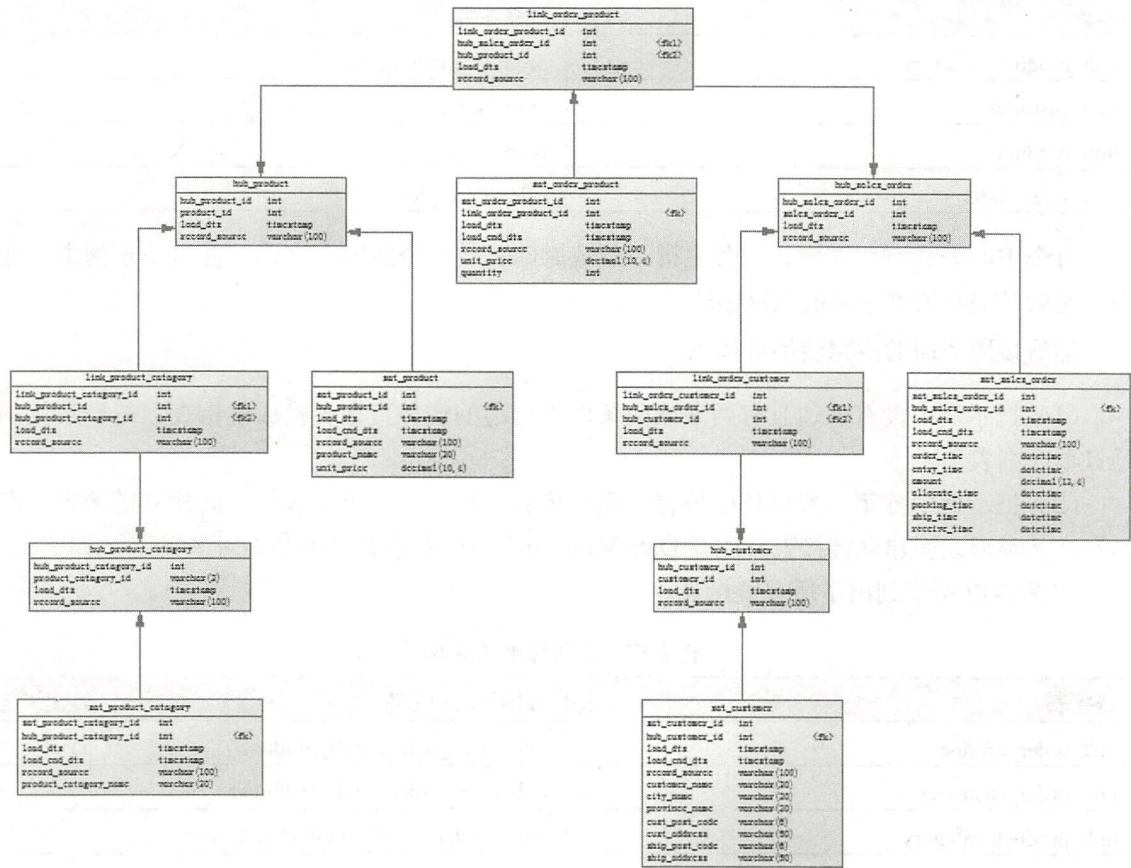 link_order_product
link_order_product_id int
hub_sales_order_id int <fk1>
hub_product_id int <fk2>
load_dts timestamp
record_source varchar(100)
hub_product
hub_product_id int
product_id int
load_dts timestamp
record_source varchar(100)
sat_order_product
sat_order_product_id int
link_order_product_id int <fk>
load_dts timestamp
load_end_dts timestamp
record_source varchar(100)
unit_price decimal(10,4)
quantity int
hub_sales_order
hub_sales_order_id int
sales_order_id int
load_dts timestamp
record_source varchar(100)
link_product_catagory
link_product_catagory_id int
hub_product_id int <fk1>
hub_product_catagory_id int <fk2>
load_dts timestamp
record_source varchar(100)
sat_product
sat_product_id int
hub_product_id int <fk>
load_dts timestamp
load_end_dts timestamp
record_source varchar(100)
product_name varchar(20)
unit_price decimal(10,4)
link_order_customer
link_order_customer_id int
hub_sales_order_id int <fk1>
hub_customer_id int <fk2>
load_dts timestamp
record_source varchar(100)
sat_sales_order
sat_sales_order_id int
hub_sales_order_id int <fk>
load_dts timestamp
load_end_dts timestamp
record_source varchar(100)
order_time datetime
entry_time datetime
amount decimal(12,4)
allocate_time datetime
packing_time datetime
ship_time datetime
receive_time datetime
hub_product_catagory
hub_product_catagory_id int
product_catagory_id varchar(2)
load_dts timestamp
record_source varchar(100)
hub_customer
hub_customer_id int
customer_id int
load_dts timestamp
record_source varchar(100)
sat_product_catagory
sat_product_catagory_id int
hub_product_catagory_id int <fk>
load_dts timestamp
load_end_dts timestamp
record_source varchar(100)
product_catagory_name varchar(20)
sat_customer
sat_customer_id int
hub_customer_id int <fk>
load_dts timestamp
load_end_dts timestamp
record_source varchar(100)
customer_name varchar(20)
city_name varchar(20)
province_name varchar(20)
cust_post_code varchar(6)
cust_address varchar(50)
ship_post_code varchar(6)
ship_address varchar(50)